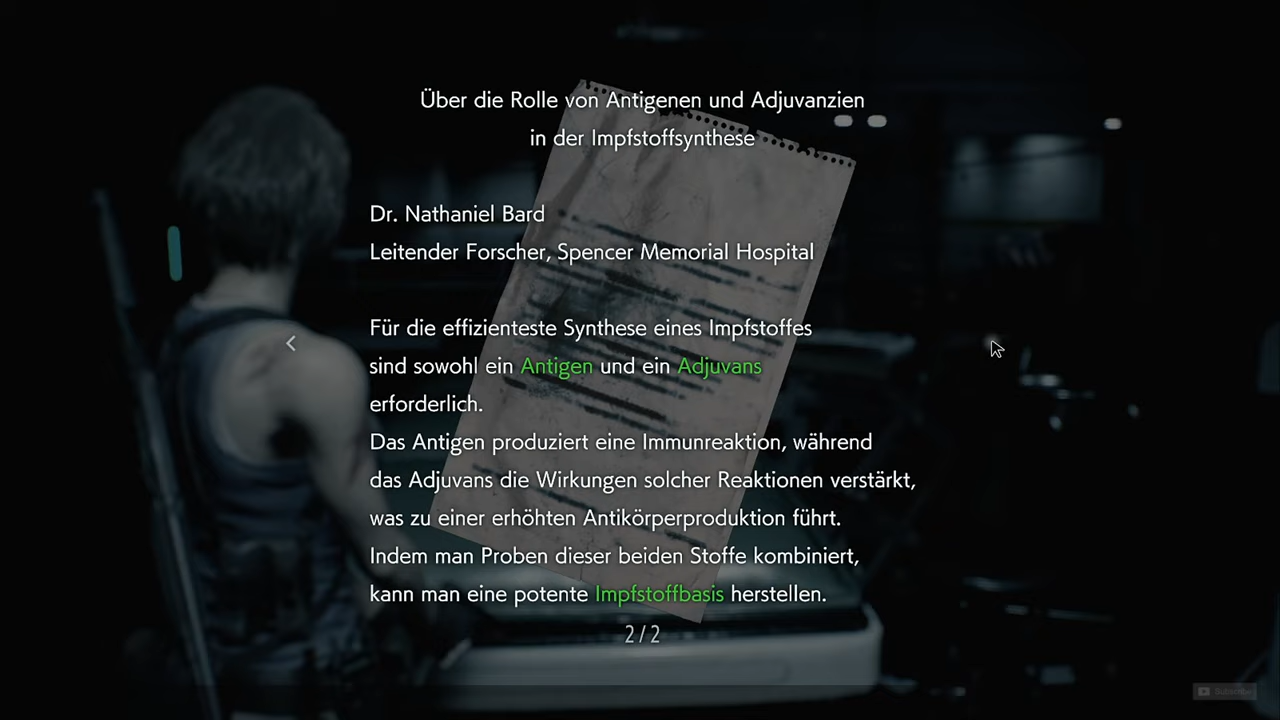 Über die Rolle von Antigenen und Adjuvanzien
in der Impfstoffsynthese
Dr. Nathaniel Bard
Leitender Forscher, Spencer Memorial Hospital
Für die effizienteste Synthese eines Impfstoffes
sind sowohl ein Antigen und ein Adjuvans
erforderlich.
Das Antigen produziert eine Immunreaktion, während
das Adjuvans die Wirkungen solcher Reaktionen verstärkt,
was zu einer erhöhten Antikörperproduktion führt.
Indem man Proben dieser beiden Stoffe kombiniert,
kann man eine potente Impfstoffbasis herstellen.
2/2
Subscribe